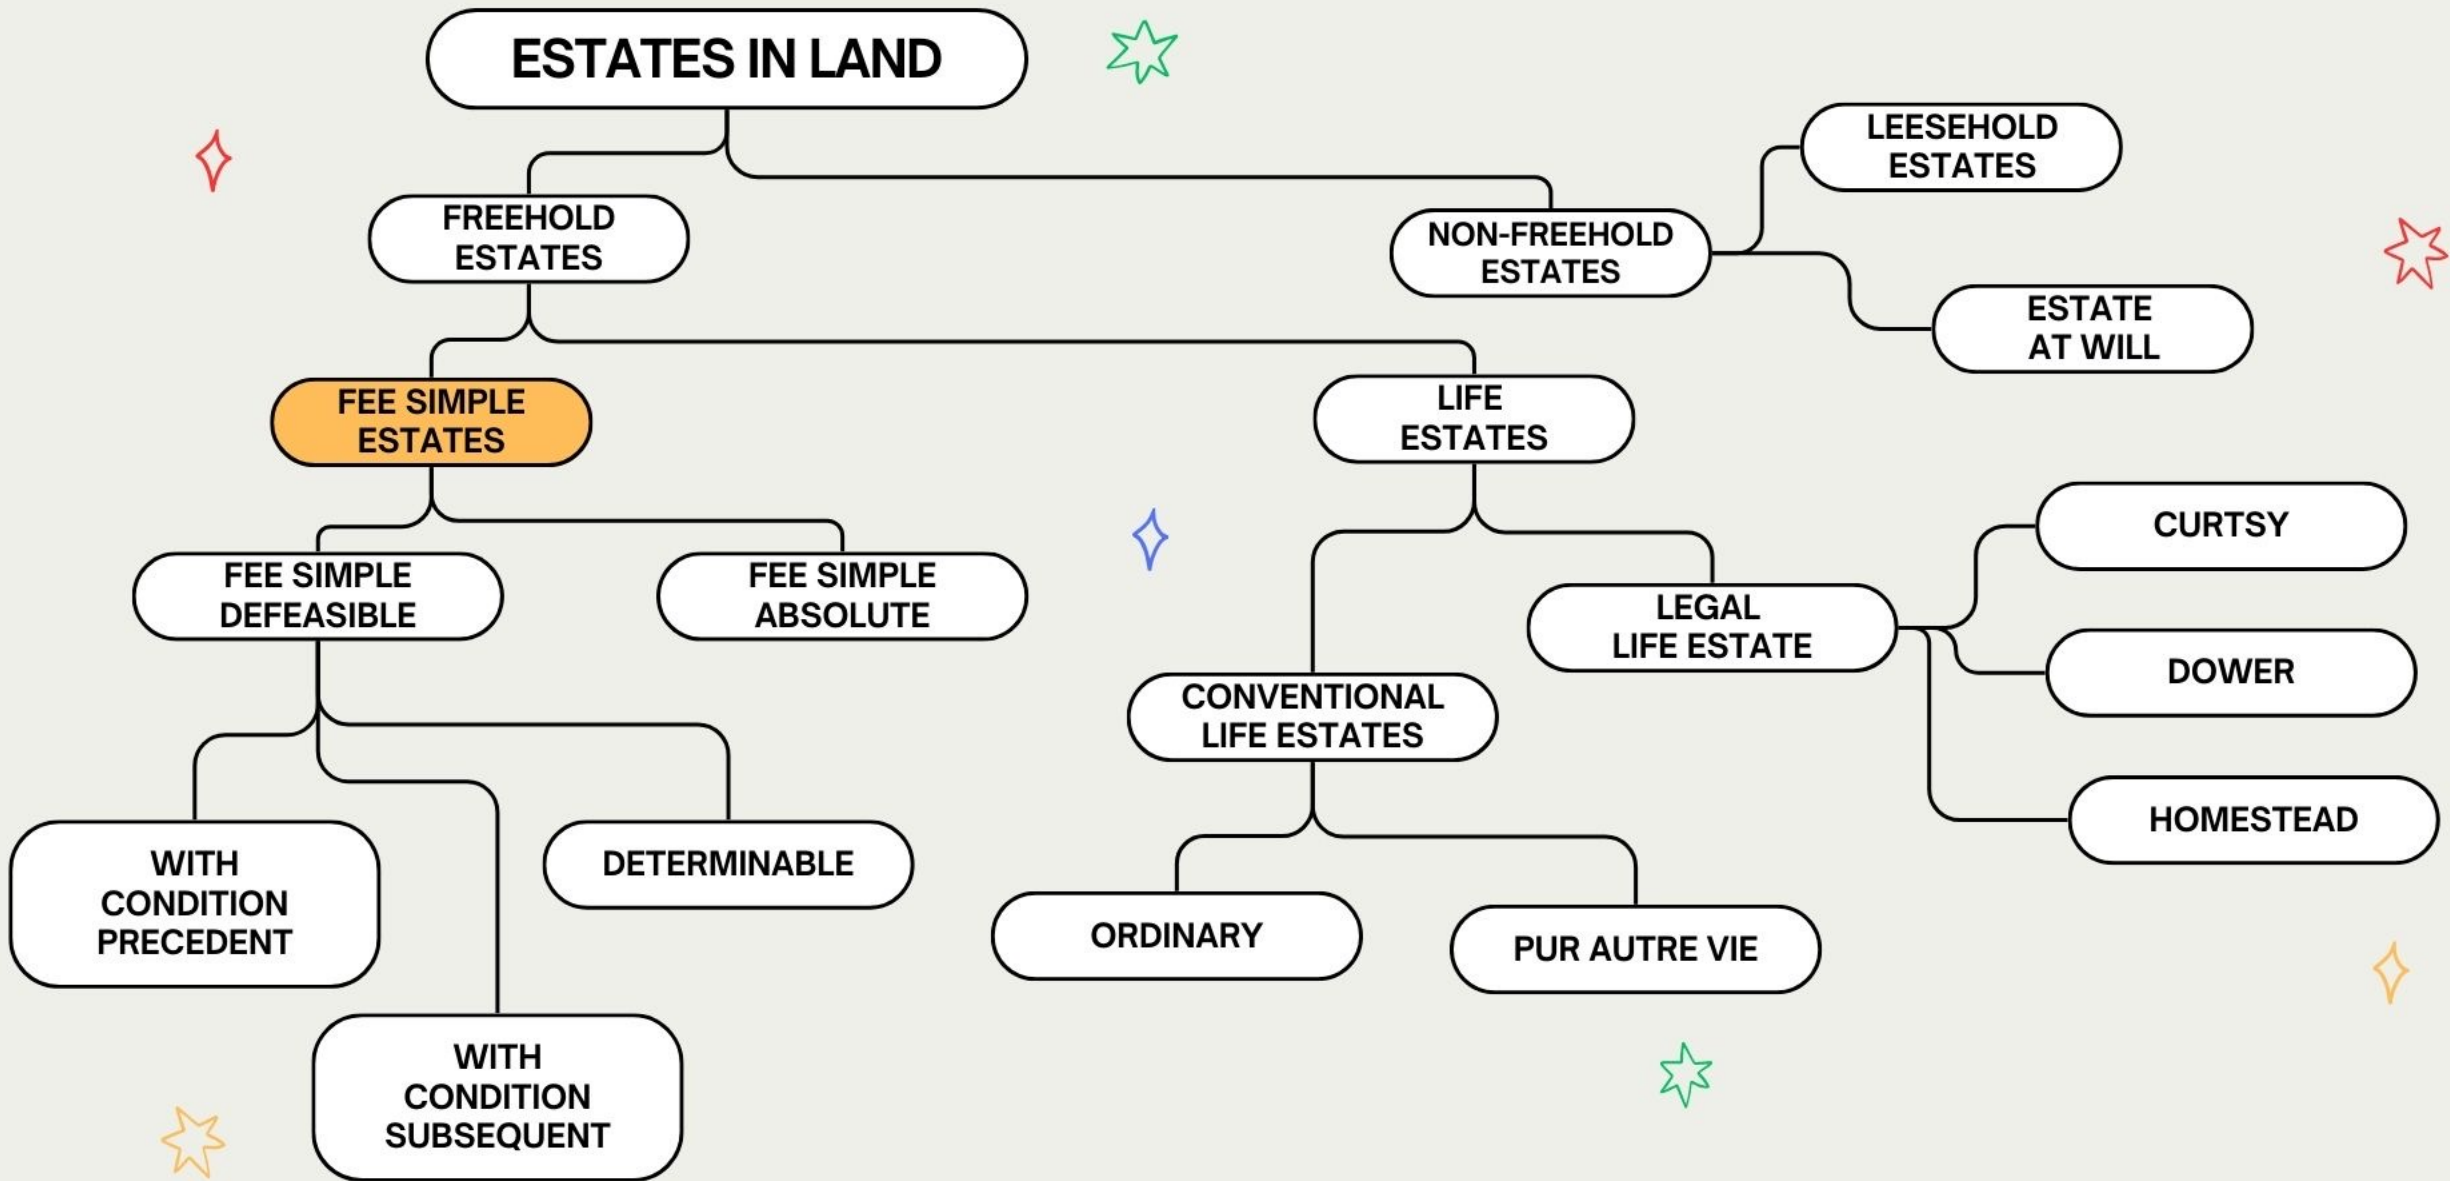 ESTATES IN LAND
LEESEHOLD
ESTATES
FREEHOLD
ESTATES
NON-FREEHOLD
ESTATES
ESTATE
AT WILL
FEE SIMPLE
ESTATES
LIFE
ESTATES
CURTSY
FEE SIMPLE
DEFEASIBLE
FEE SIMPLE
ABSOLUTE
LEGAL
LIFE ESTATE
DOWER
CONVENTIONAL
LIFE ESTATES
HOMESTEAD
WITH
CONDITION
PRECEDENT
DETERMINABLE
ORDINARY
PUR AUTRE VIE
WITH
CONDITION
SUBSEQUENT